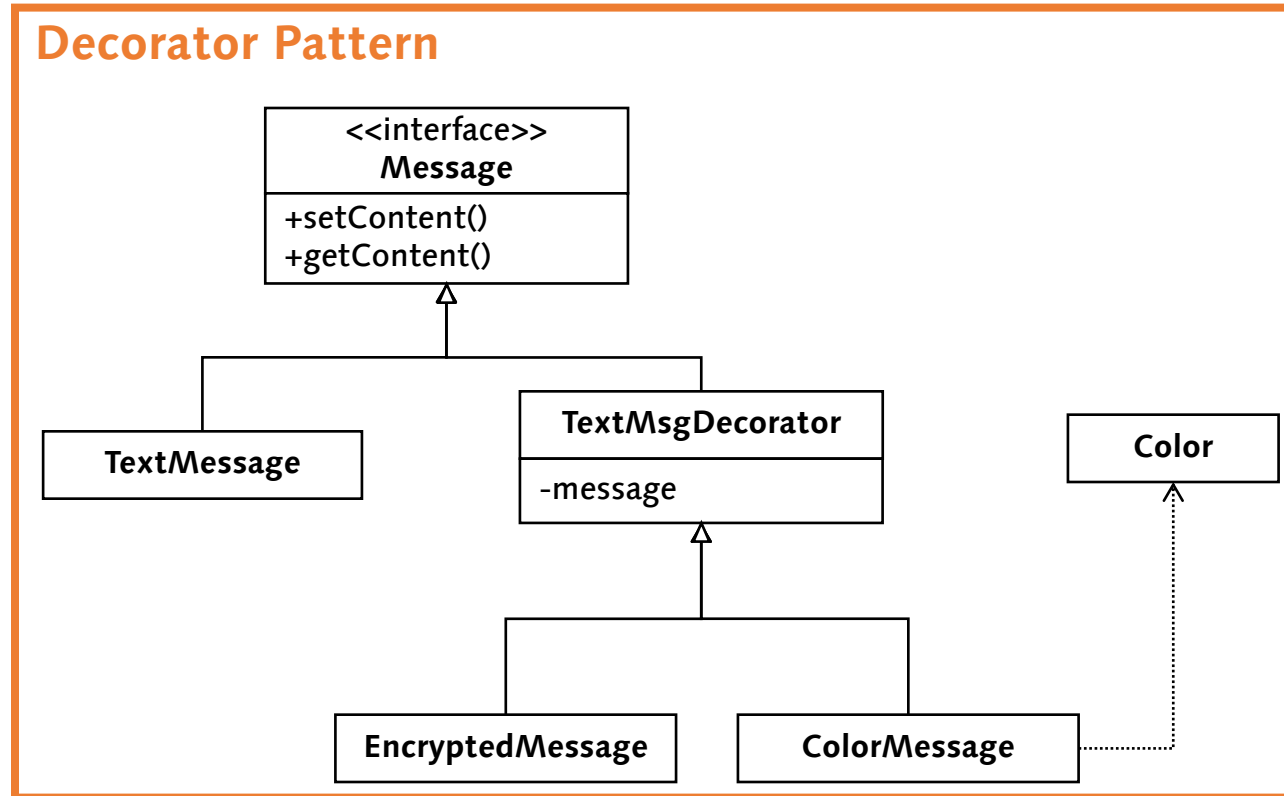 Decorator Pattern
<<interface>>
Message
+setContent()
+getContent()
TextMessage
TextMsgDecorator
-message
Color
EncryptedMessage
ColorMessage